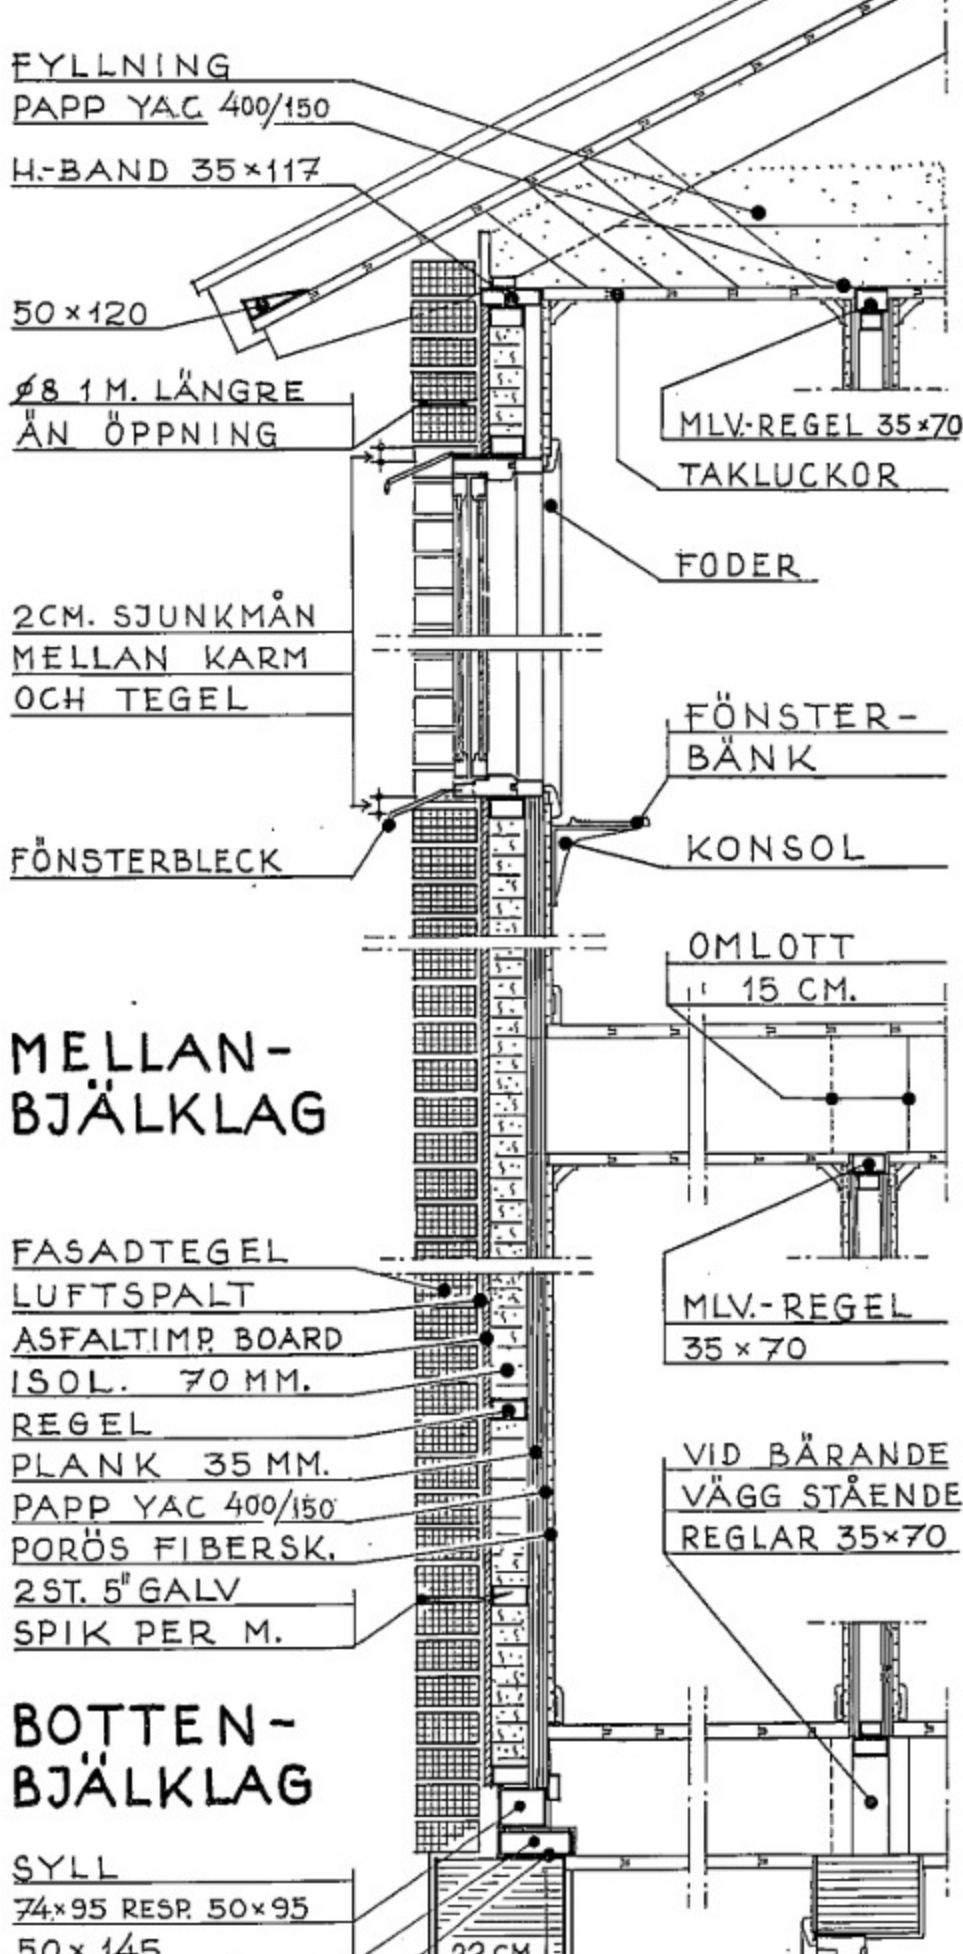 FYLLNING
PAPP YAC 400/150
H.-BAND 35×117
50×120
ø8 1 M. LÄNGRE
ÄN ÖPPNING
MLV.-REGEL 35×70
TAKLUCKOR
FODER
2CM. SJUNKMÅN
MELLAN KARM
OCH TEGEL
FÖNSTER-
BÄNK
FÖNSTERBLECK
KONSOL
OMLOTT
15 CM.
MELLAN-
BJÄLKLAG
FASADTEGEL
LUFTSPALT
ASFALTIMP. BOARD
ISOL. 70 MM.
REGEL
PLANK 35 MM.
PAPP YAC 400/150
PORÖS FIBERSK.
2 ST. 5" GALV
SPIK PER M.
MLV.-REGEL
35×70
VID BÄRANDE
VÄGG STÅENDE
REGLAR 35×70
BOTTEN-
BJÄLKLAG
SYLL
74×95 RESP. 50×95
50×145
22 CM